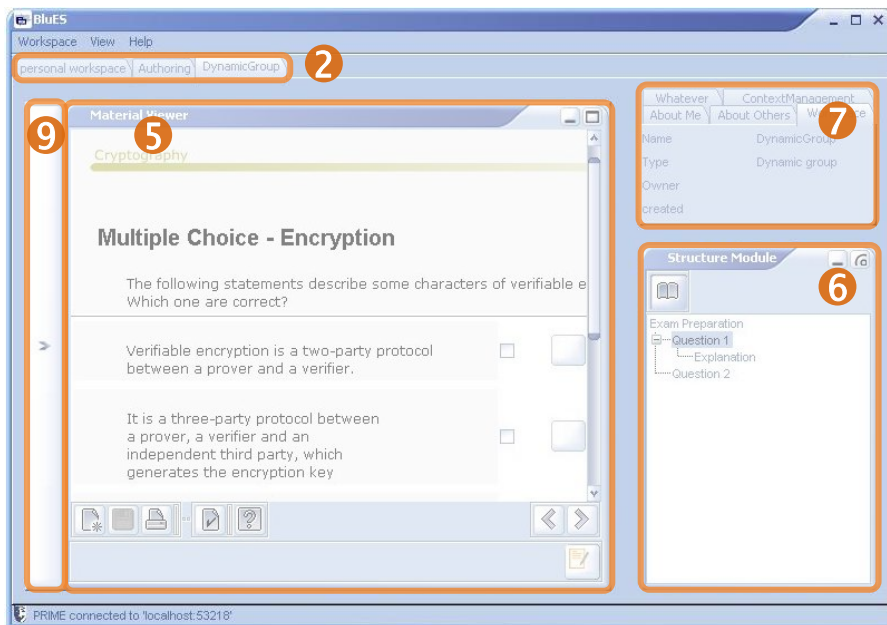 BluES
Workspace View Help
personal workspace Authoring DynamicGroup 2
9
Material Viewer
5
Cryptography
Multiple Choice - Encryption
The following statements describe some characters of verifiable e
Which one are correct?
Verifiable encryption is a two-party protocol
between a prover and a verifier.
It is a three-party protocol between
a prover, a verifier and an
independent third party, which
generates the encryption key
Whatever ContextManagement
About Me About Others
7
Name DynamicGroup
Type Dynamic group
Owner
created
Structure Module
6
Exam Preparation
Question 1
Explanation
Question 2
PRIME connected to 'localhost:53218'